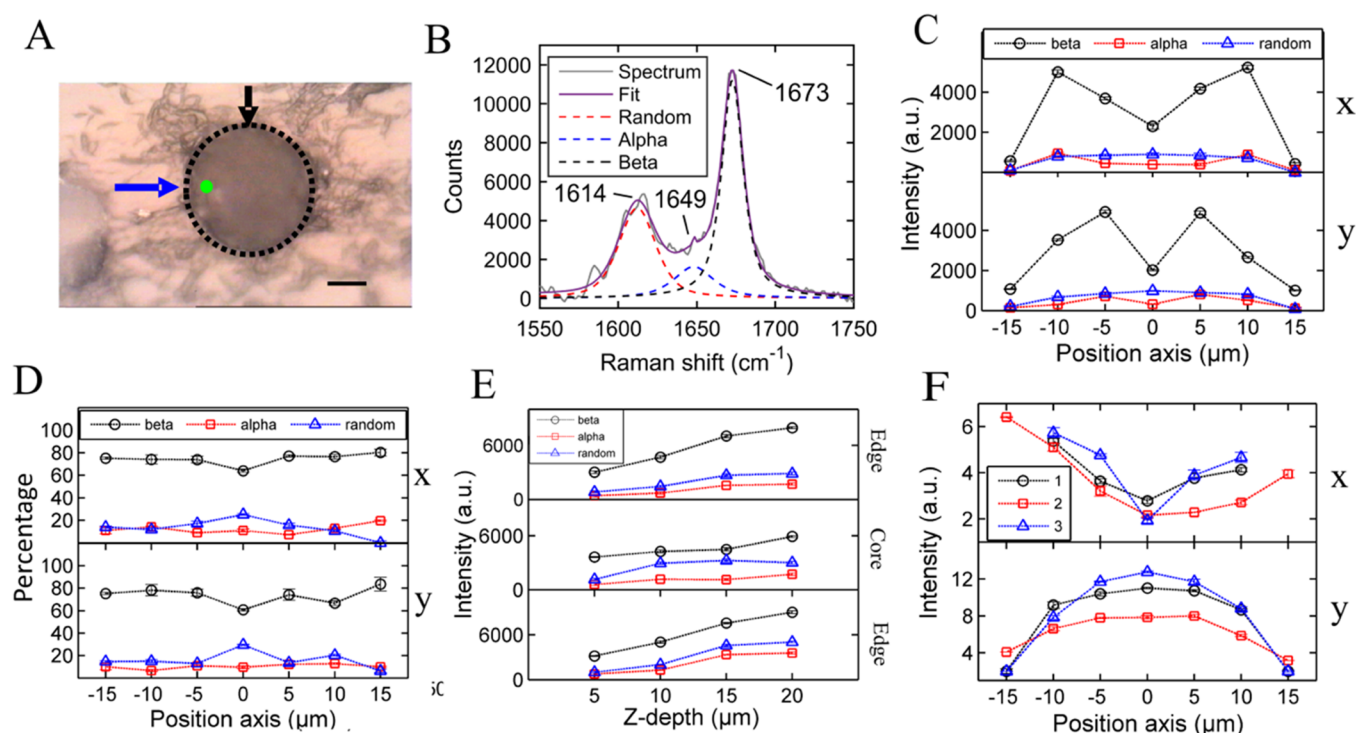 A
B
12000
10000
8000
6000
4000
2000
0
Counts
Spectrum
Fit
Random
Alpha
Beta
1614
1649
1673
1550
1600
1650
1700
1750
Raman shift (cm⁻¹)
C
beta alpha random
4000
2000
x
4000
2000
0
y
Intensity (a.u.)
-15 -10 -5 0 5 10 15
Position axis (µm)
D
beta alpha random
100
80
60
40
20
x
100
80
60
40
20
y
Percentage
-15 -10 -5 0 5 10 15
Position axis (µm)
E
beta
alpha
random
6000
0
Edge
6000
0
Core
6000
0
Edge
Intensity (a.u.)
5 10 15 20
Z-depth (µm)
F
6
4
2
1
2
3
x
12
8
4
y
Intensity (a.u.)
-15 -10 -5 0 5 10 15
Position axis (µm)